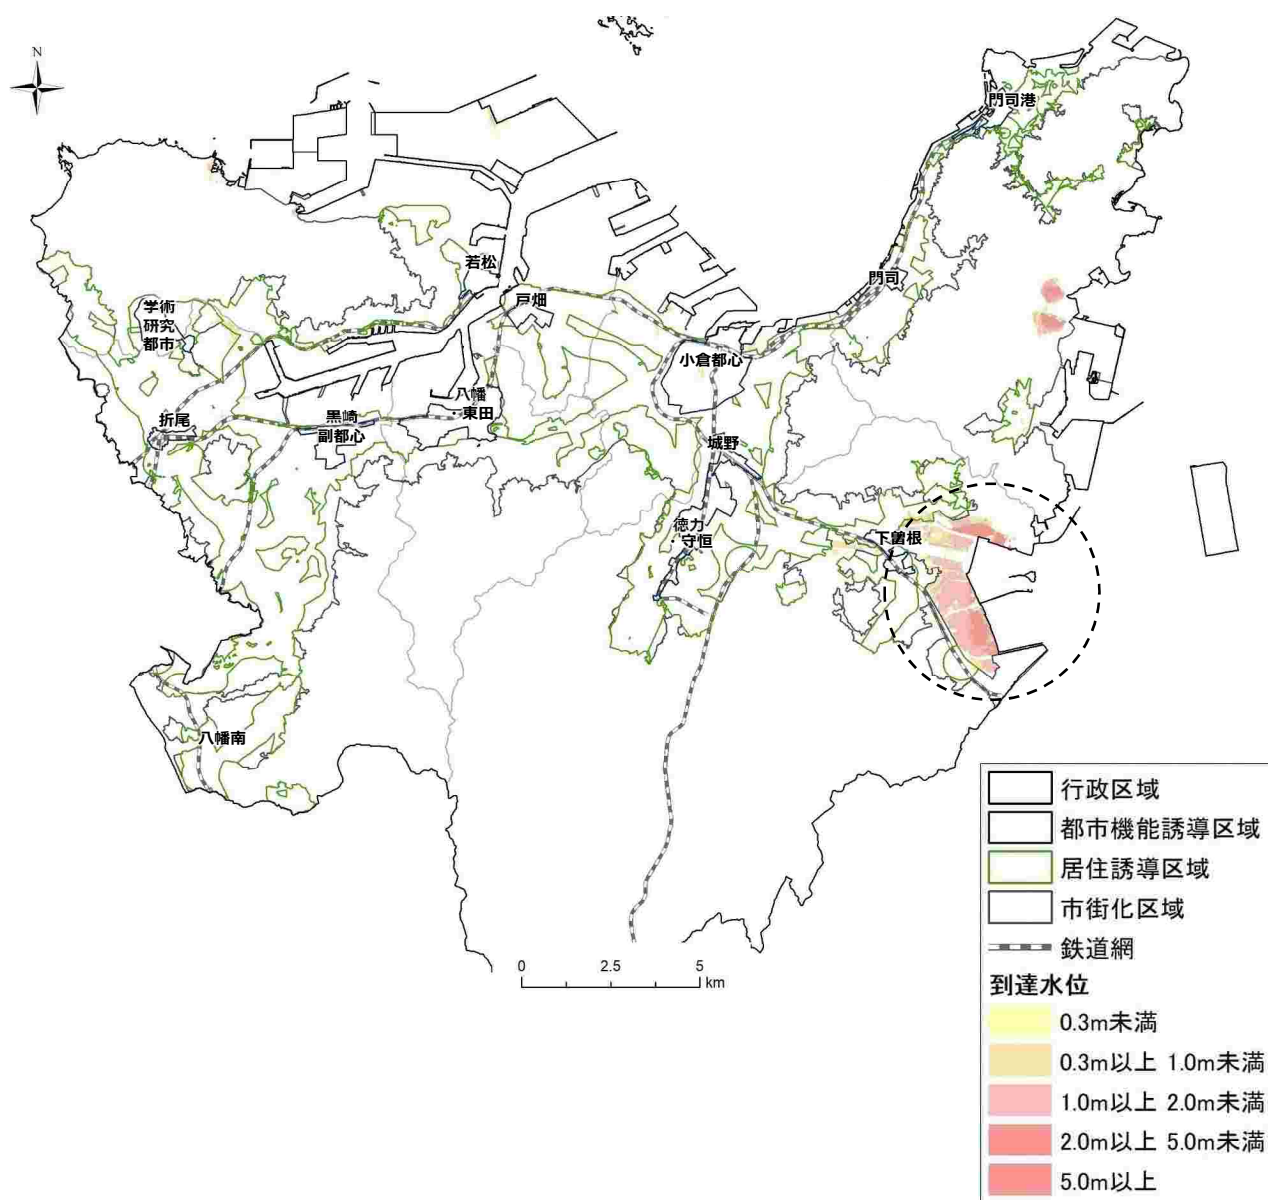 N
門司港
若松
戸畑
門司
学術
研究
都市
小倉都心
八幡
東田
折尾
黒崎
副都心
城野
徳力
守恒
下曽根
八幡南
0 2.5 5
km
行政区域
都市機能誘導区域
居住誘導区域
市街化区域
鉄道網
到達水位
0.3m未満
0.3m以上 1.0m未満
1.0m以上 2.0m未満
2.0m以上 5.0m未満
5.0m以上